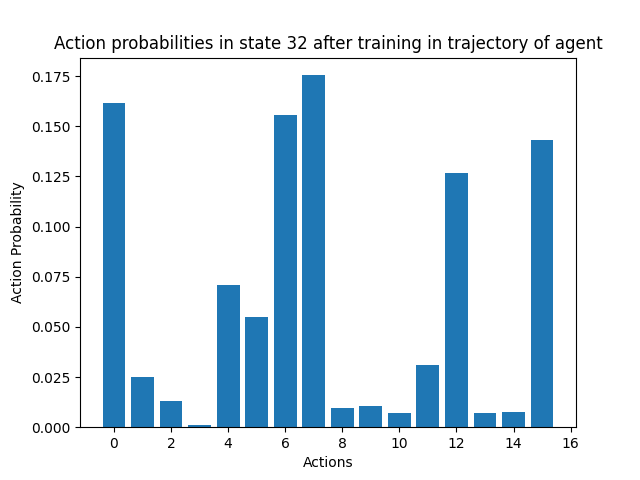 Action probabilities in state 32 after training in trajectory of agent
0.175
0.150
0.125
0.100
0.075
0.050
0.025
0.000
Action Probability
0 2 4 6 8 10 12 14 16
Actions